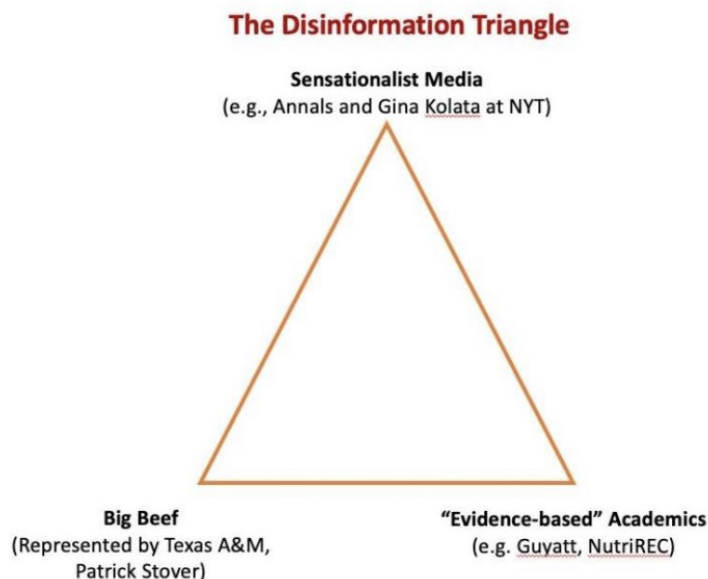 The Disinformation Triangle
Sensationalist Media
(e.g., Annals and Gina Kolata at NYT)
Big Beef
(Represented by Texas A&M,
Patrick Stover)
“Evidence-based” Academics
(e.g. Guyatt, NutriREC)